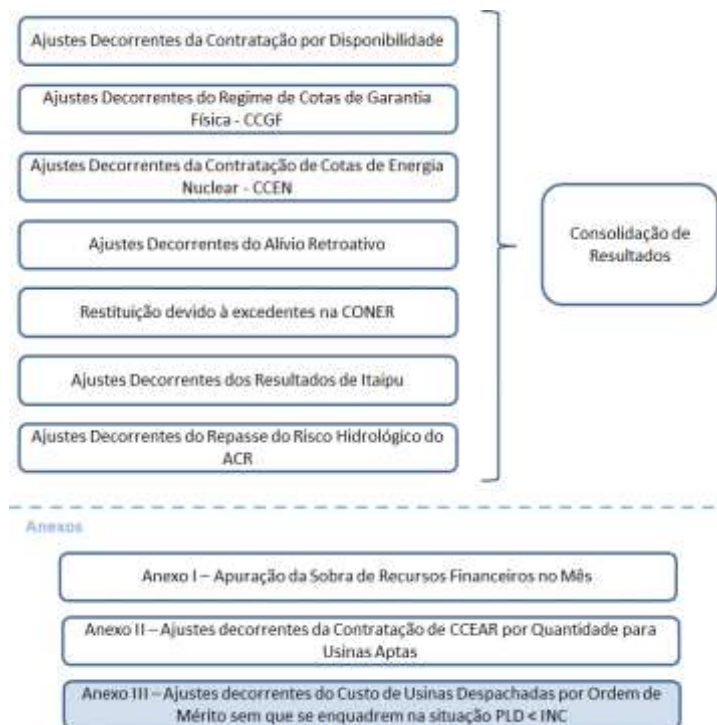 Ajustes Decorrentes da Contratação por Disponibilidade
Ajustes Decorrentes do Regime de Cotas de Garantia
Física - CCGF
Ajustes Decorrentes da Contratação de Cotas de Energia
Nuclear - CCEN
Ajustes Decorrentes do Alívio Retroativo
Restituição devido à excedentes na CONER
Ajustes Decorrentes dos Resultados de Itaipu
Ajustes Decorrentes do Repasse do Risco Hidrológico do
ACR
Consolidação de
Resultados
Anexos
Anexo I – Apuração da Sobra de Recursos Financeiros no Mês
Anexo II – Ajustes decorrentes da Contratação de CCEAR por Quantidade para
Usinas Aptas
Anexo III – Ajustes decorrentes do Custo de Usinas Despachadas por Ordem de
Mérito sem que se enquadrem na situação PLD < INC